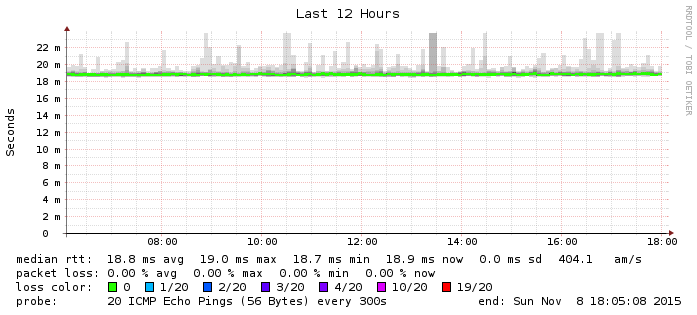 Last 12 Hours
RRDTOOL / TOBI OETIKER
Seconds
22 m
20 m
18 m
16 m
14 m
12 m
10 m
8 m
6 m
4 m
2 m
0
08:00 10:00 12:00 14:00 16:00 18:00
median rtt: 18.8 ms avg 19.0 ms max 18.7 ms min 18.9 ms now 0.0 ms sd 404.1 am/s
packet loss: 0.00 % avg 0.00 % max 0.00 % min 0.00 % now
loss color: 0 1/20 2/20 3/20 4/20 10/20 19/20
probe: 20 ICMP Echo Pings (56 Bytes) every 300s end: Sun Nov 8 18:05:08 2015